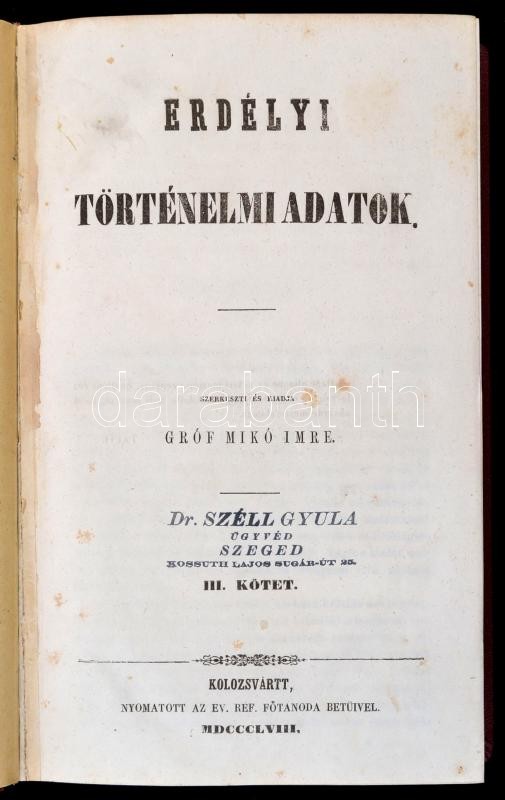 ERDÉLYI
TÖRTÉNELMI ADATOK.
SZERKESZTI ÉS KIADJA
darabanth
GRÓF MIKÓ IMRE.
Dr. SZÉLL GYULA
ÜGYVÉD
SZEGED
KOSSUTH LAJOS SUGÁR-ÚT 25.
III. KÖTET.
KOLOZSVÁRTT,
NYOMATOTT AZ EV. REF. FŐTANODA BETŰIVEL.
MDCCCLVIII.